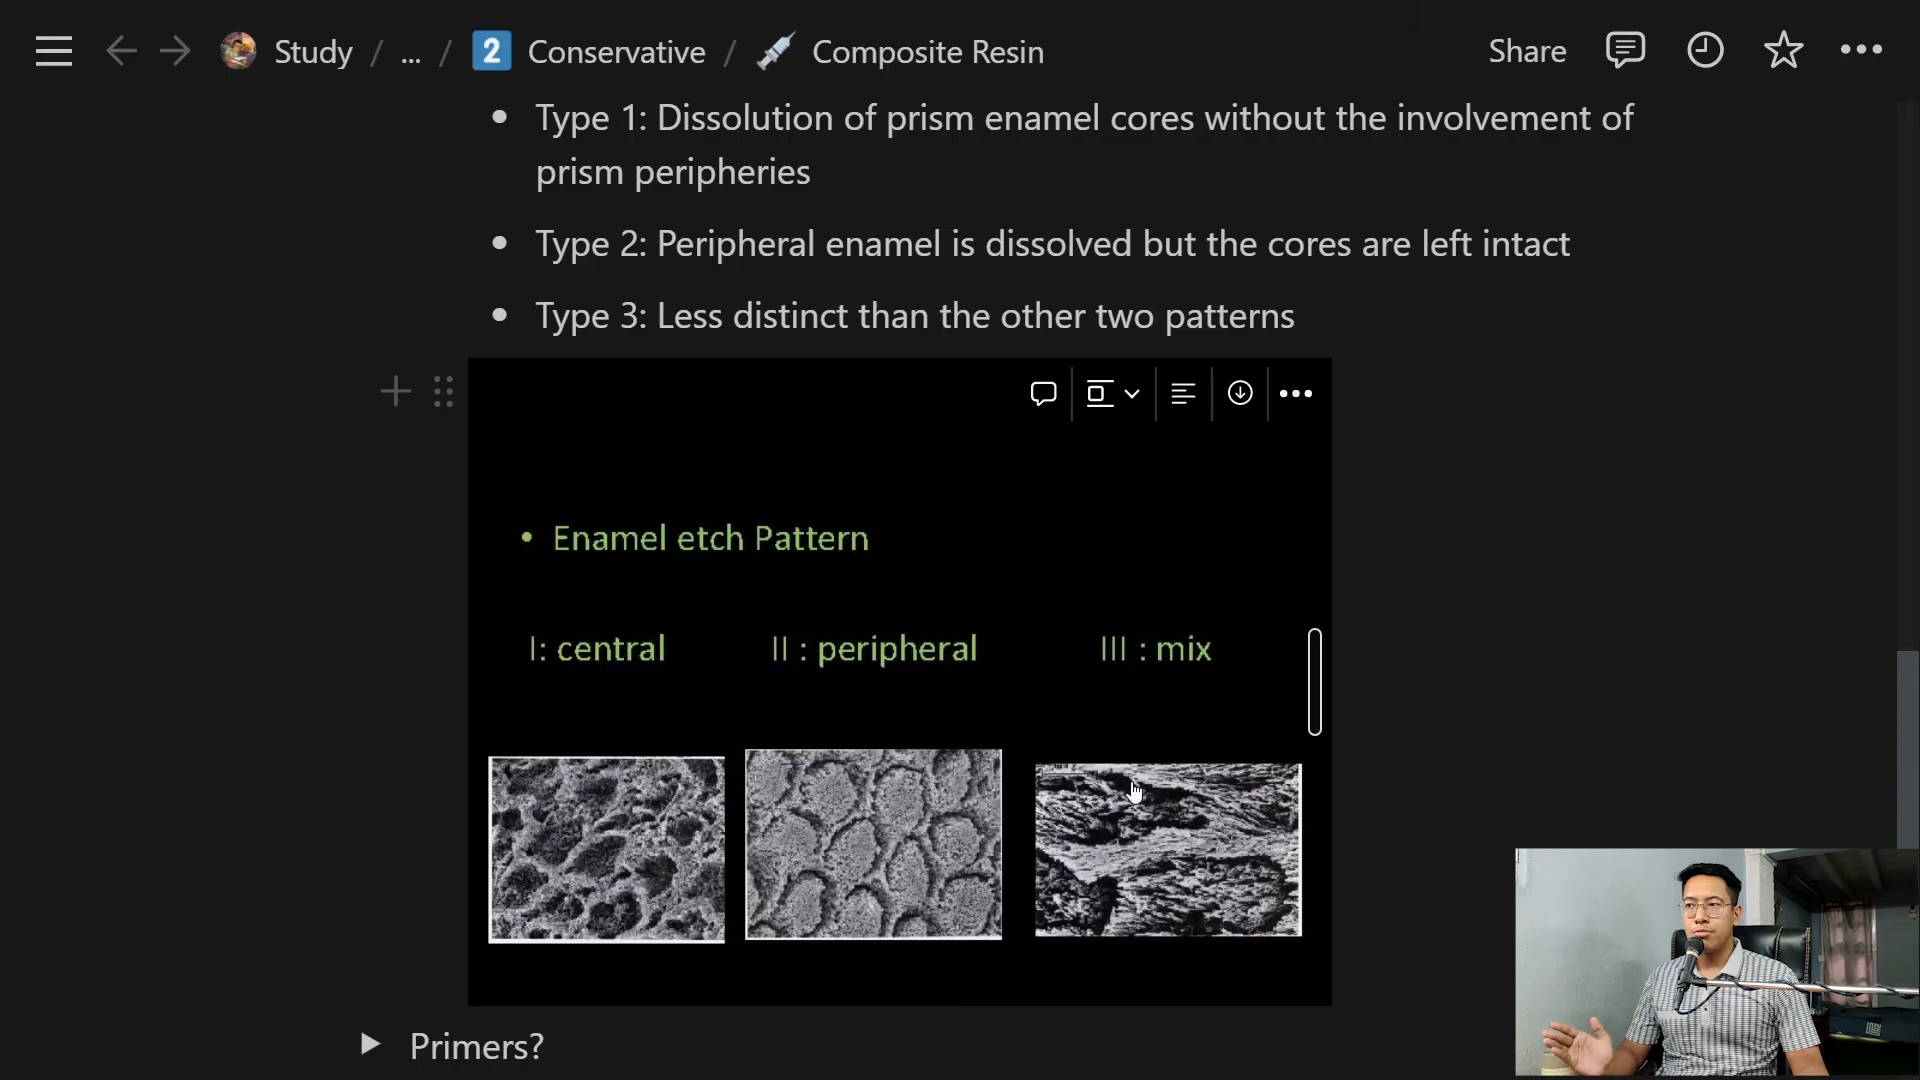 Study / ... / 2 Conservative / Composite Resin
Share
Type 1: Dissolution of prism enamel cores without the involvement of
prism peripheries
Type 2: Peripheral enamel is dissolved but the cores are left intact
Type 3: Less distinct than the other two patterns
• Enamel etch Pattern
I: central
II : peripheral
III : mix
Primers?